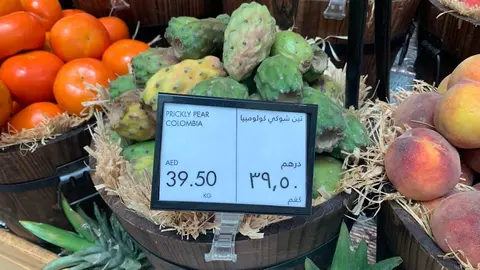 PRICKLY PEAR
COLOMBIA
AED
39.50
KG
تين شوكي كولومبيا
درهم
٣٩,٥٠
كغم